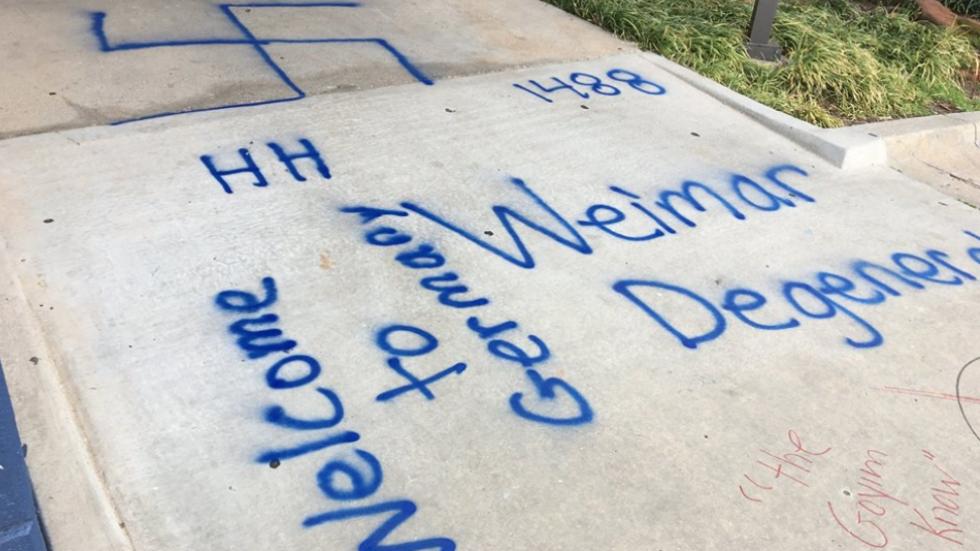 1488
HH
Weimar
Degener
Welcome
to
Germany
"the
Goyim
Know"